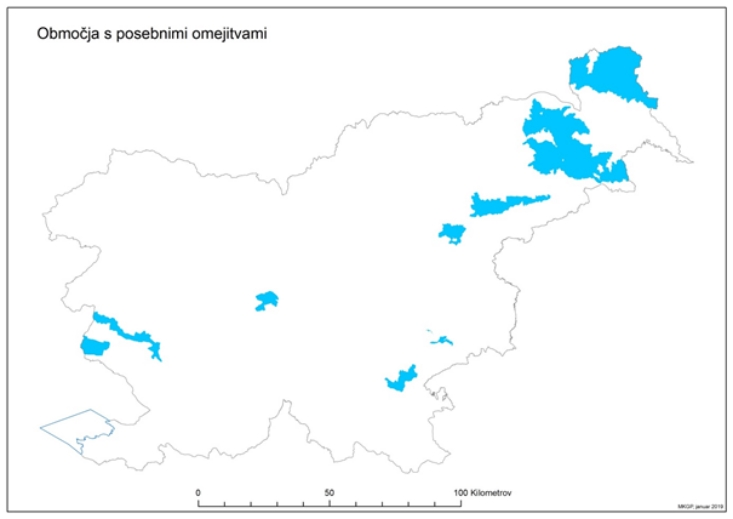 Območja s posebnimi omejitvami
0 50 100 Kilometrov
MKGP, januar 2019